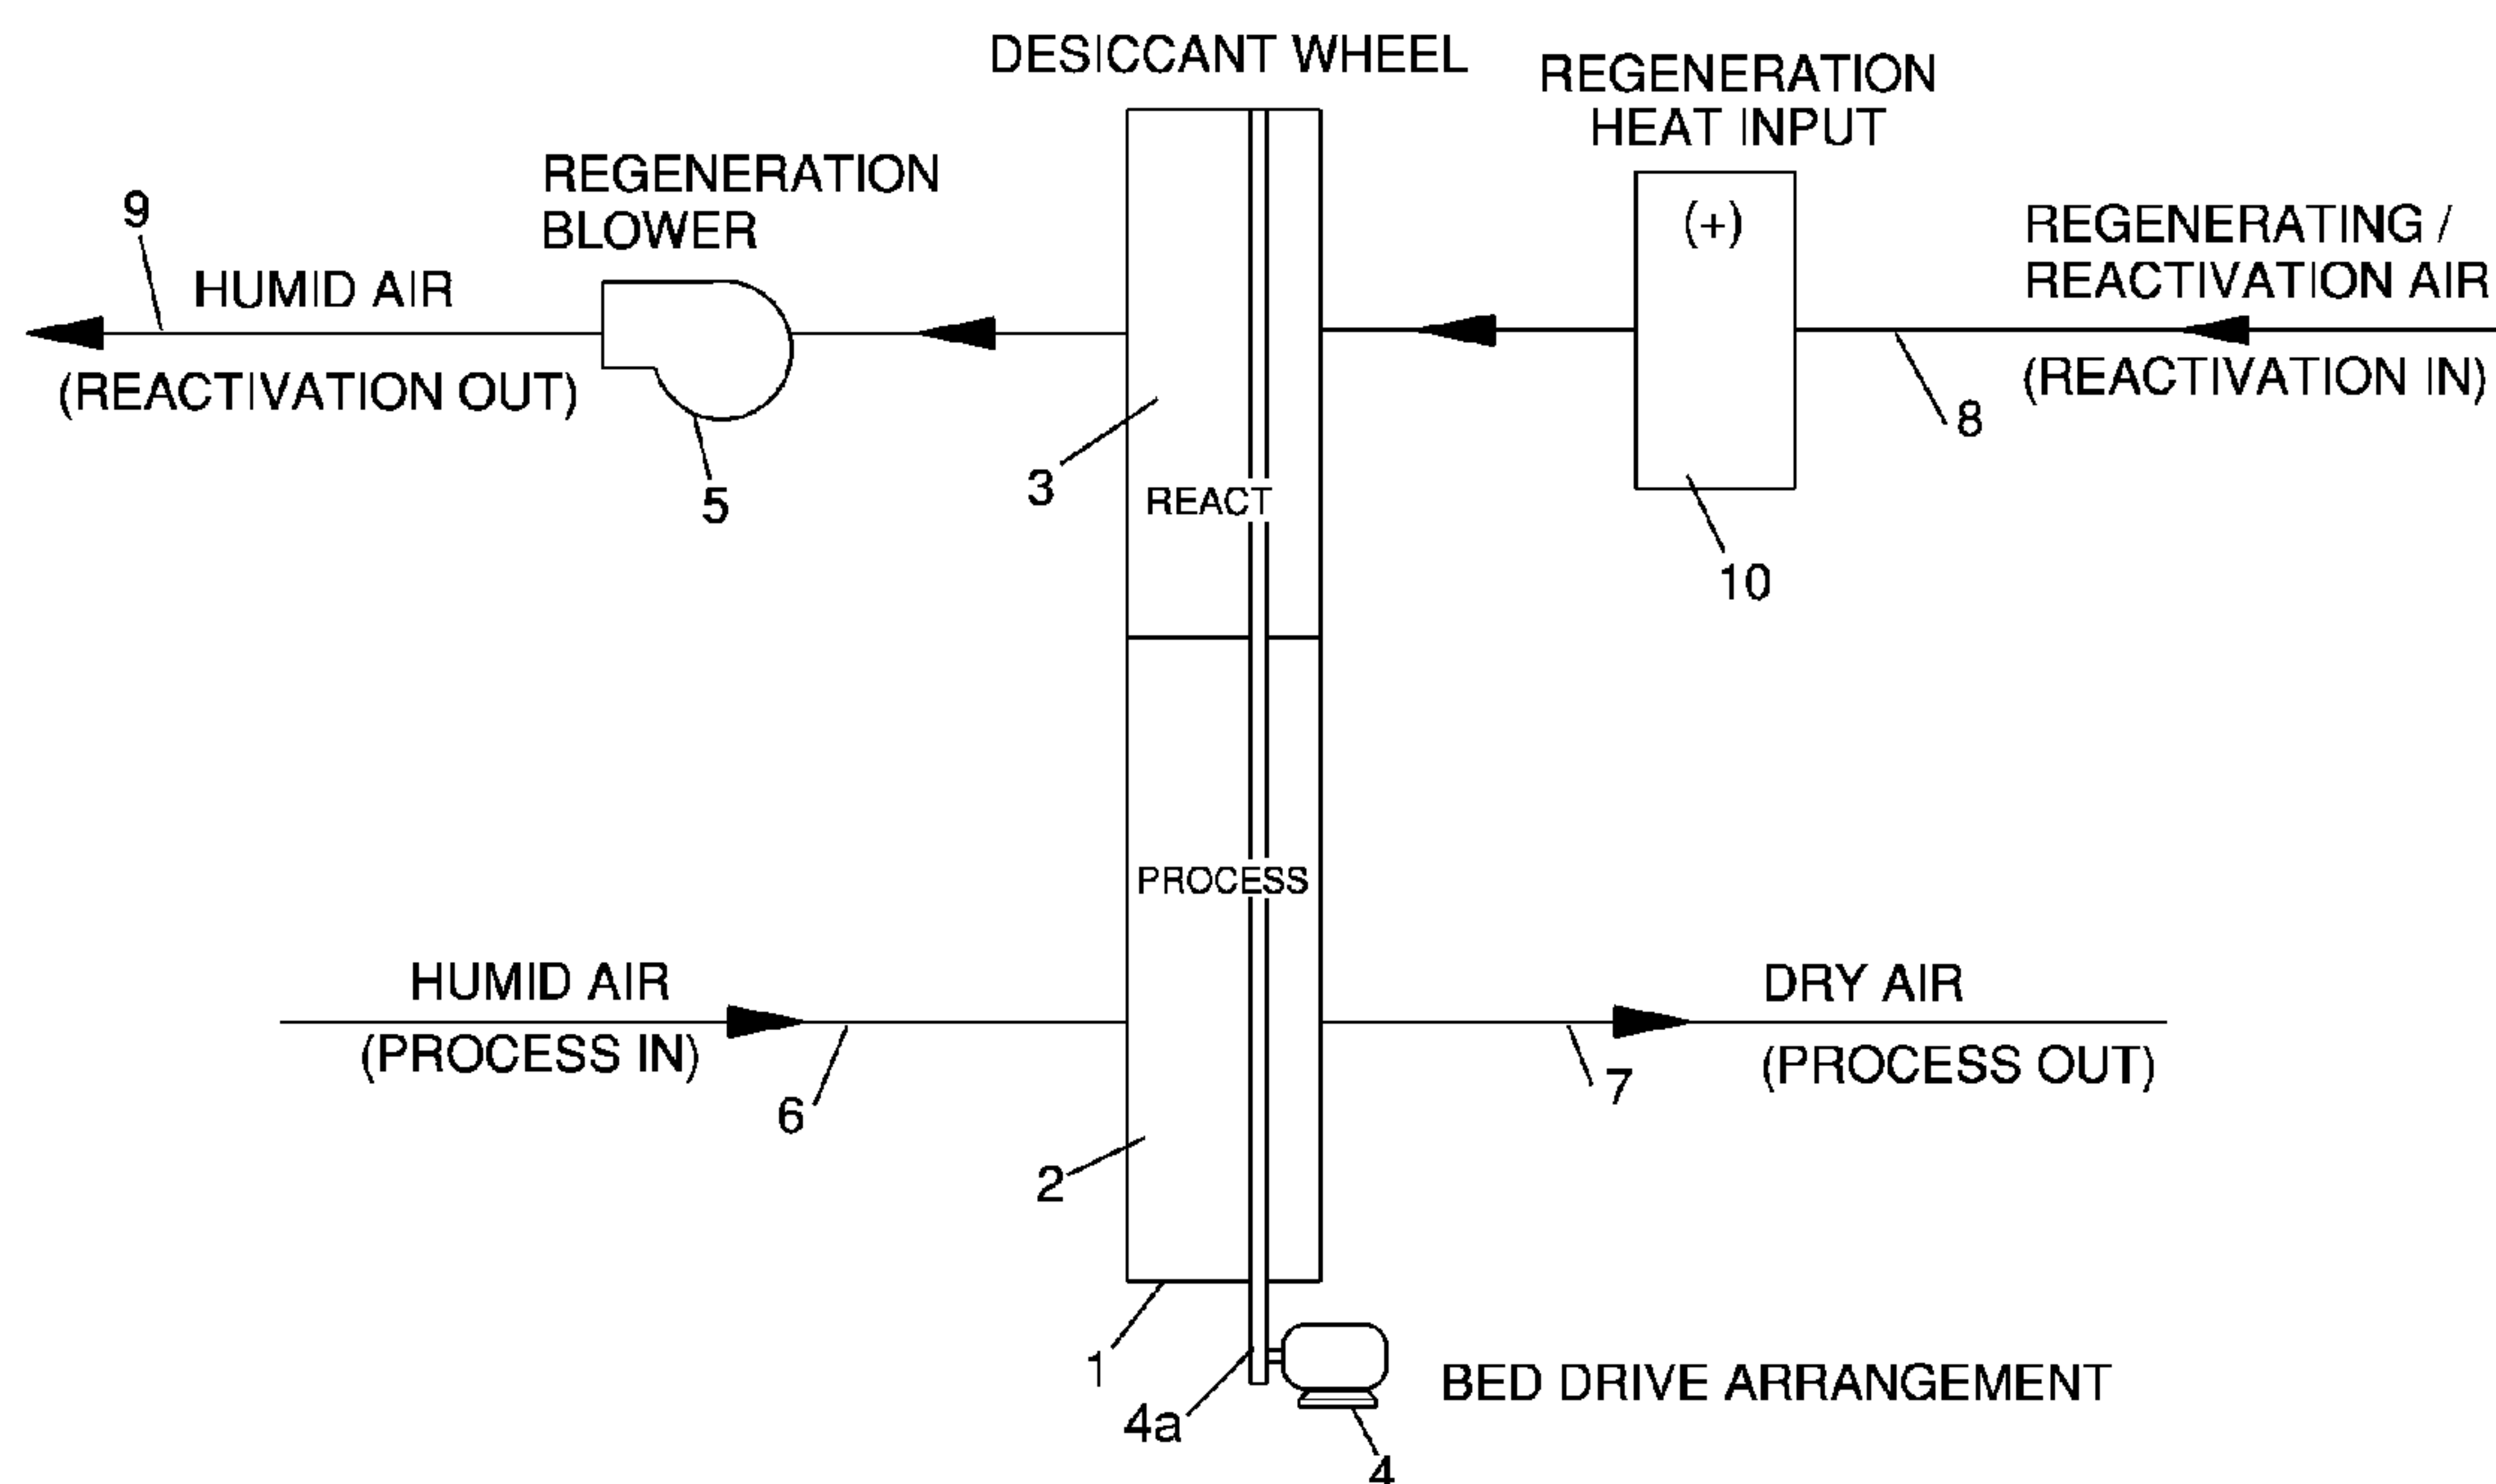 DESICCANT WHEEL
REGENERATION
HEAT INPUT
REGENERATION
BLOWER
(+)
9
HUMID AIR
REGENERATING /
REACTIVATION AIR
(REACTIVATION OUT)
(REACTIVATION IN)
8
3
REACT
5
10
PROCESS
HUMID AIR
(PROCESS IN)
DRY AIR
(PROCESS OUT)
6
7
2
1
4a
BED DRIVE ARRANGEMENT
4